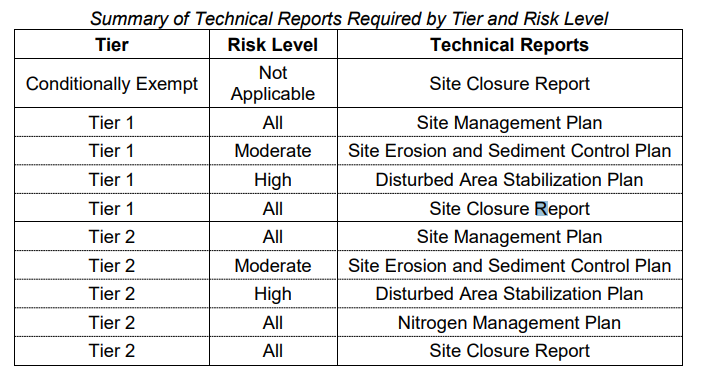 Summary of Technical Reports Required by Tier and Risk Level
Tier Risk Level Technical Reports
Conditionally Exempt Not Applicable Site Closure Report
Tier 1 All Site Management Plan
Tier 1 Moderate Site Erosion and Sediment Control Plan
Tier 1 High Disturbed Area Stabilization Plan
Tier 1 All Site Closure Report
Tier 2 All Site Management Plan
Tier 2 Moderate Site Erosion and Sediment Control Plan
Tier 2 High Disturbed Area Stabilization Plan
Tier 2 All Nitrogen Management Plan
Tier 2 All Site Closure Report